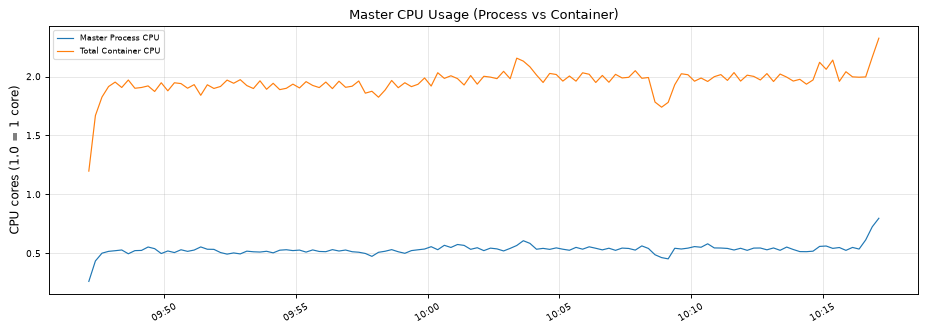 Master CPU Usage (Process vs Container)
Master Process CPU
Total Container CPU
CPU cores (1.0 = 1 core)
2.0
1.5
1.0
0.5
09:50
09:55
10:00
10:05
10:10
10:15